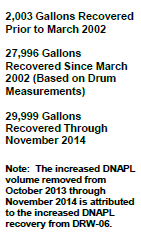 2,003 Gallons Recovered
Prior to March 2002
27,996 Gallons
Recovered Since March
2002 (Based on Drum
Measurements)
29,999 Gallons
Recovered Through
November 2014
Note:  The increased DNAPL
volume removed from
October 2013 through
November 2014 is attributed
to the increased DNAPL
recovery from DRW-06.